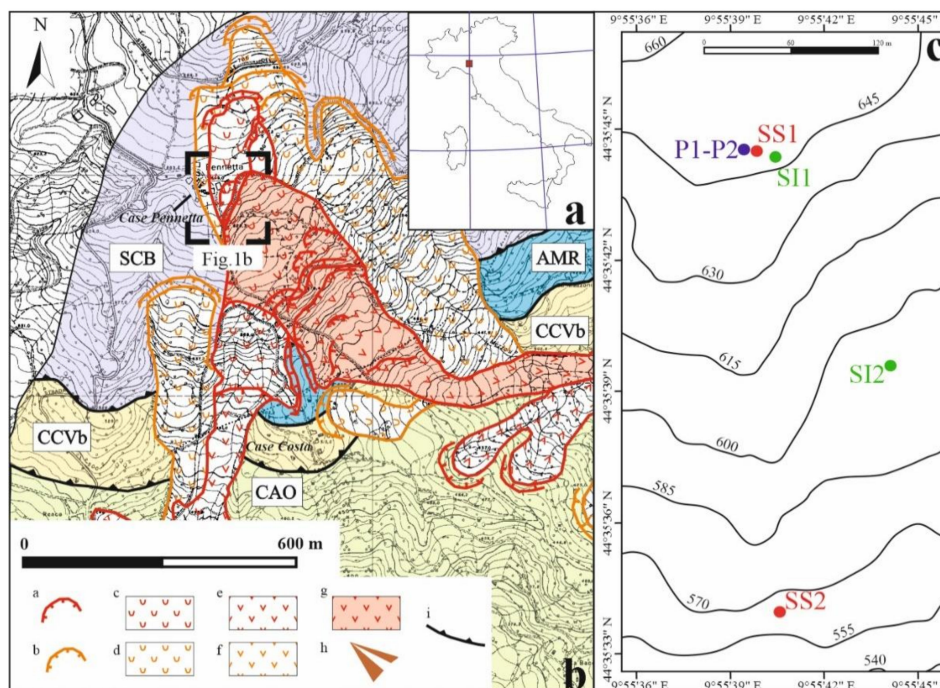 N
a
Case Pennetta
Fig.1b
SCB
AMR
CCVb
CCVb
Case Costa
CAO
0 600 m
a c e g i
b d f h
b
9°55'36" E 9°55'39" E 9°55'42" E 9°55'45" E
c
0 60 120 m
660
645
P1-P2
SS1
SI1
630
615
SI2
600
585
570
SS2
555
540
44°35'45"N
44°35'42"N
44°35'39"N
44°35'36"N
44°35'33"N
9°55'36" E 9°55'39" E 9°55'42" E 9°55'45" E